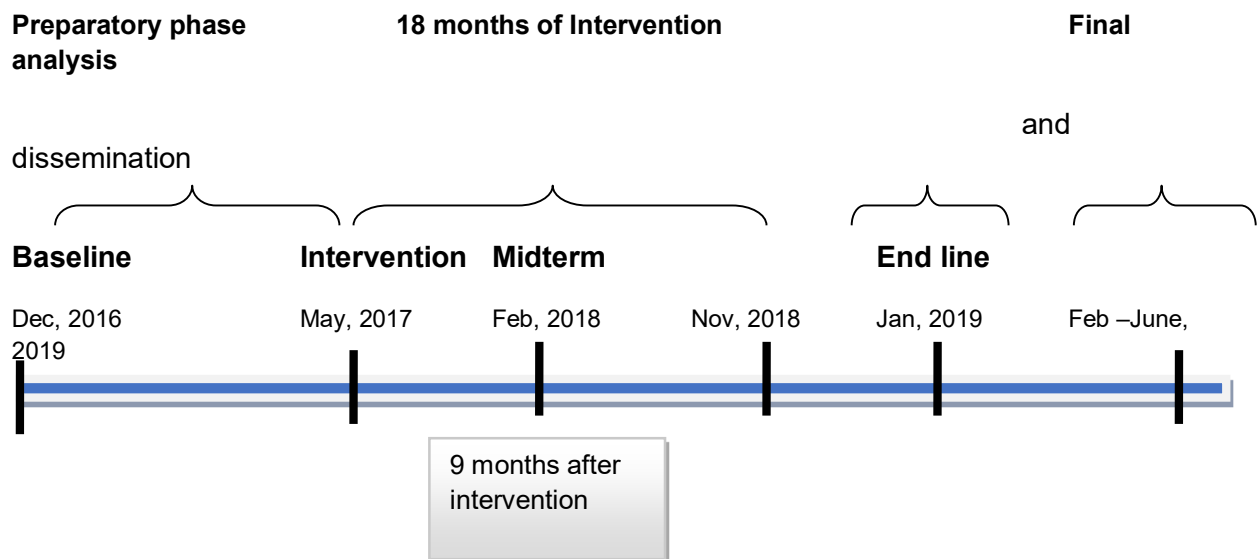 Preparatory phase 18 months of Intervention Final
analysis
and
dissemination
Baseline Intervention Midterm End line
Dec, 2016 May, 2017 Feb, 2018 Nov, 2018 Jan, 2019 Feb –June,
2019
9 months after
intervention